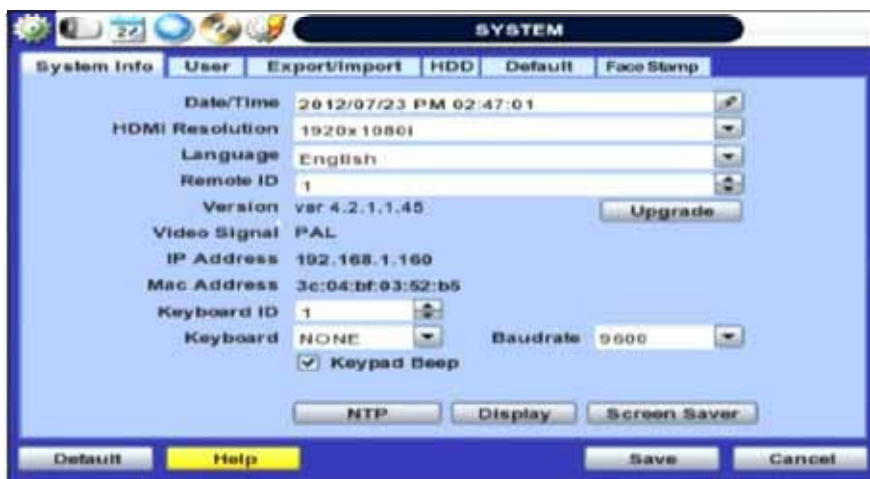 SYSTEM
System Info User Export/Import HDD Default Face Stamp
Date/Time 2012/07/23 PM 02:47:01
HDMI Resolution 1920x1080i
Language English
Remote ID 1
Version ver 4.2.1.1.45 Upgrade
Video Signal PAL
IP Address 192.168.1.160
Mac Address 3c:04:bf:03:52:b5
Keyboard ID 1
Keyboard NONE Baudrate 9600
Keypad Beep
NTP Display Screen Saver
Default Help Save Cancel